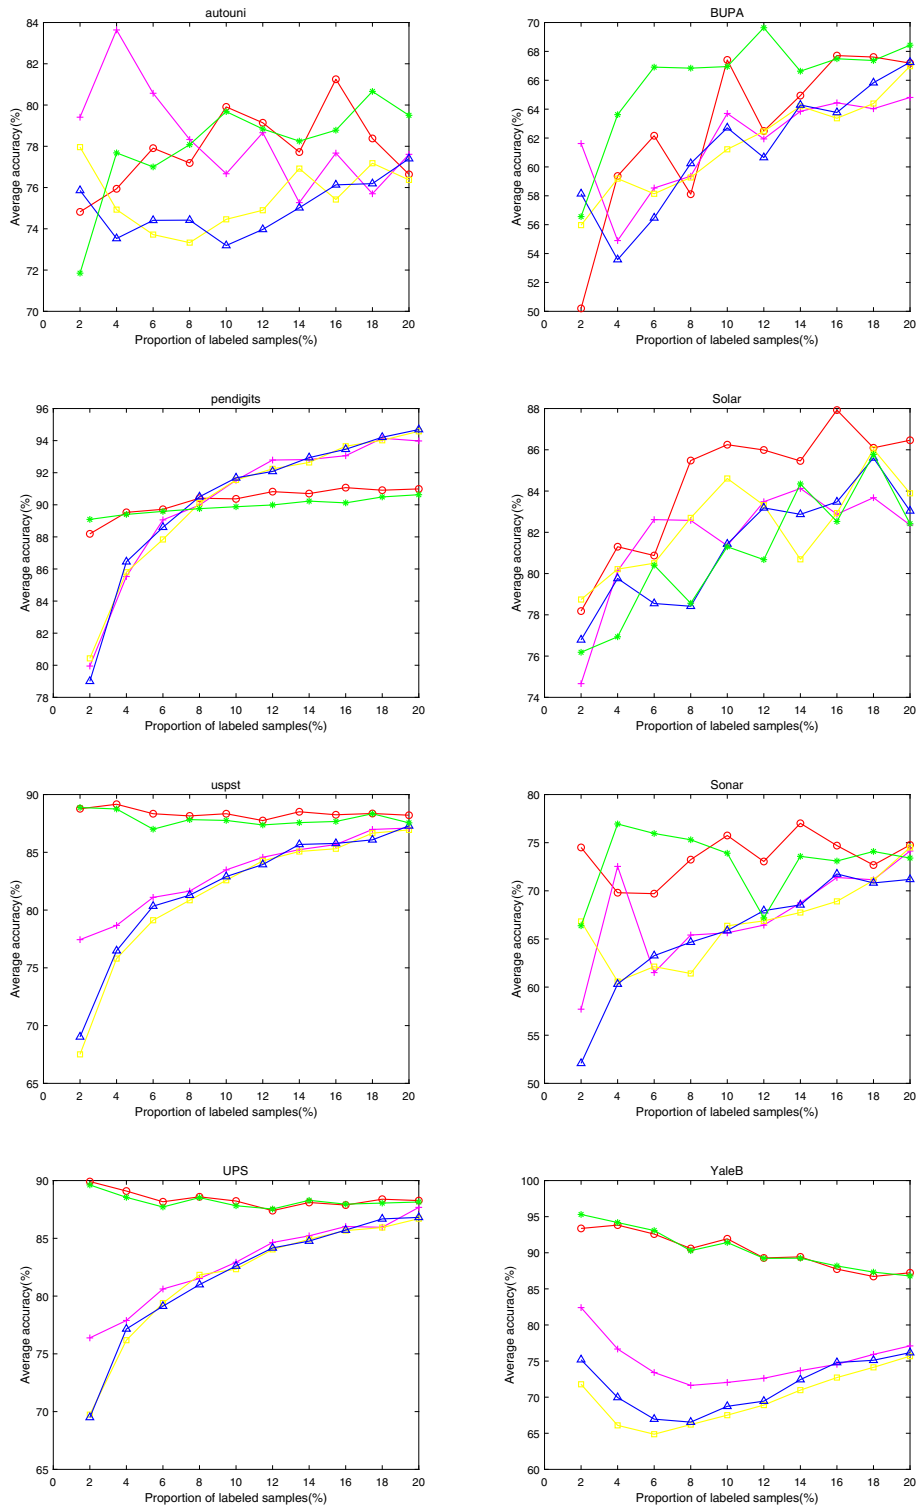 autouni
84
82
80
78
76
74
72
70
Average accuracy(%)
0 2 4 6 8 10 12 14 16 18 20
Proportion of labeled samples(%)
BUPA
70
68
66
64
62
60
58
56
54
52
50
Average accuracy(%)
0 2 4 6 8 10 12 14 16 18 20
Proportion of labeled samples(%)
pendigits
96
94
92
90
88
86
84
82
80
78
Average accuracy(%)
0 2 4 6 8 10 12 14 16 18 20
Proportion of labeled samples(%)
Solar
88
86
84
82
80
78
76
74
Average accuracy(%)
0 2 4 6 8 10 12 14 16 18 20
Proportion of labeled samples(%)
uspst
90
85
80
75
70
65
Average accuracy(%)
0 2 4 6 8 10 12 14 16 18 20
Proportion of labeled samples(%)
Sonar
80
75
70
65
60
55
50
Average accuracy(%)
0 2 4 6 8 10 12 14 16 18 20
Proportion of labeled samples(%)
UPS
90
85
80
75
70
65
Average accuracy(%)
0 2 4 6 8 10 12 14 16 18 20
Proportion of labeled samples(%)
YaleB
100
95
90
85
80
75
70
65
60
Average accuracy(%)
0 2 4 6 8 10 12 14 16 18 20
Proportion of labeled samples(%)